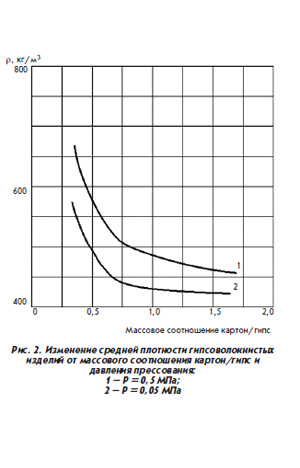 ρ, кг/м³
800
600
400
1
2
0 0,5 1,0 1,5 2,0
Массовое соотношение картон/гипс
Рис. 2. Изменение средней плотности гипсоволокнистых
изделий от массового соотношения картон/гипс и
давления прессования:
1 – P = 0,5 МПа;
2 – P = 0,05 МПа